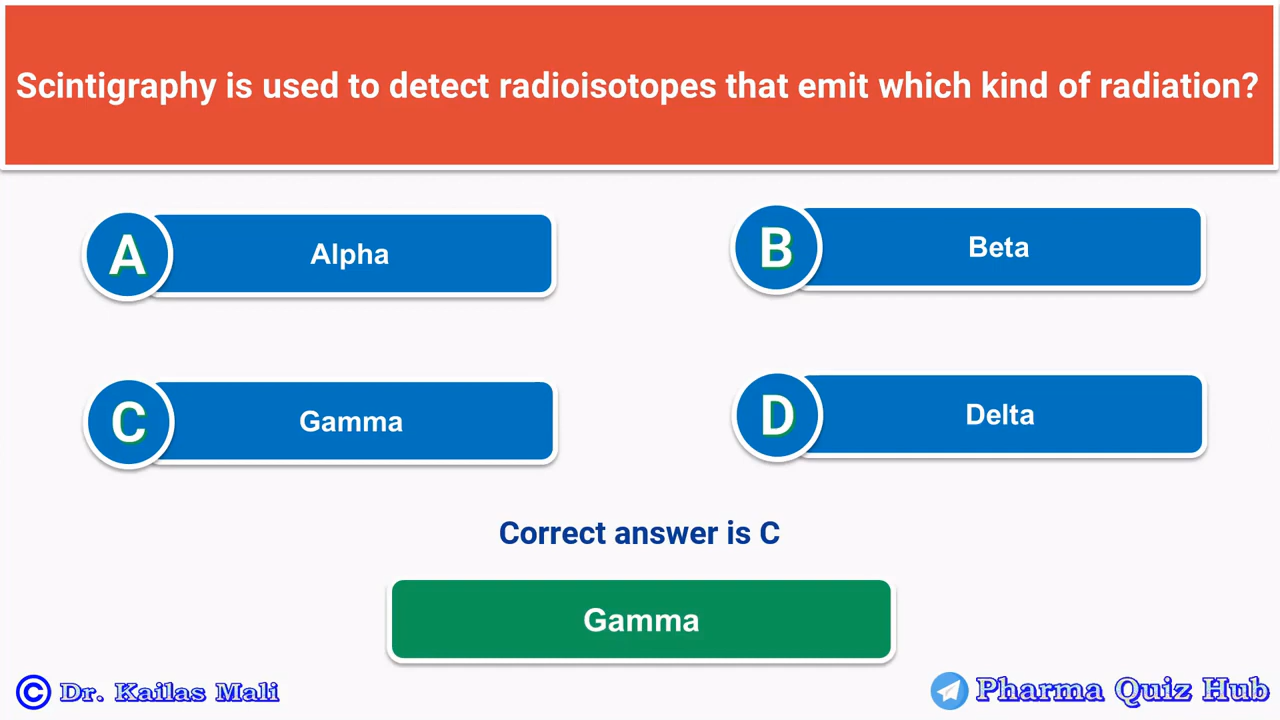 Scintigraphy is used to detect radioisotopes that emit which kind of radiation?
A Alpha
B Beta
C Gamma
D Delta
Correct answer is C
Gamma
© Dr. Kailas Mali
Pharma Quiz Hub